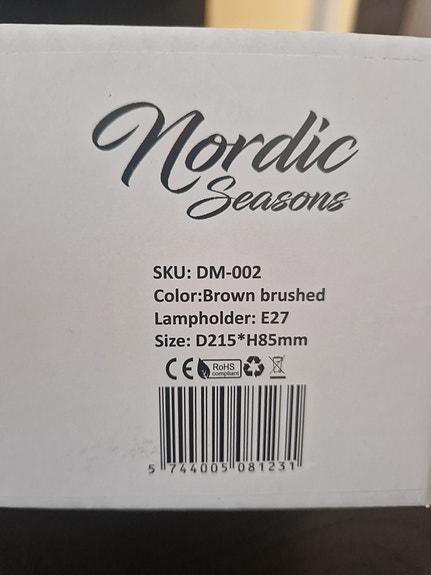 Nordic
Seasons
SKU: DM-002
Color:Brown brushed
Lampholder: E27
Size: D215*H85mm
CE RoHS compliant
5 744005 081231